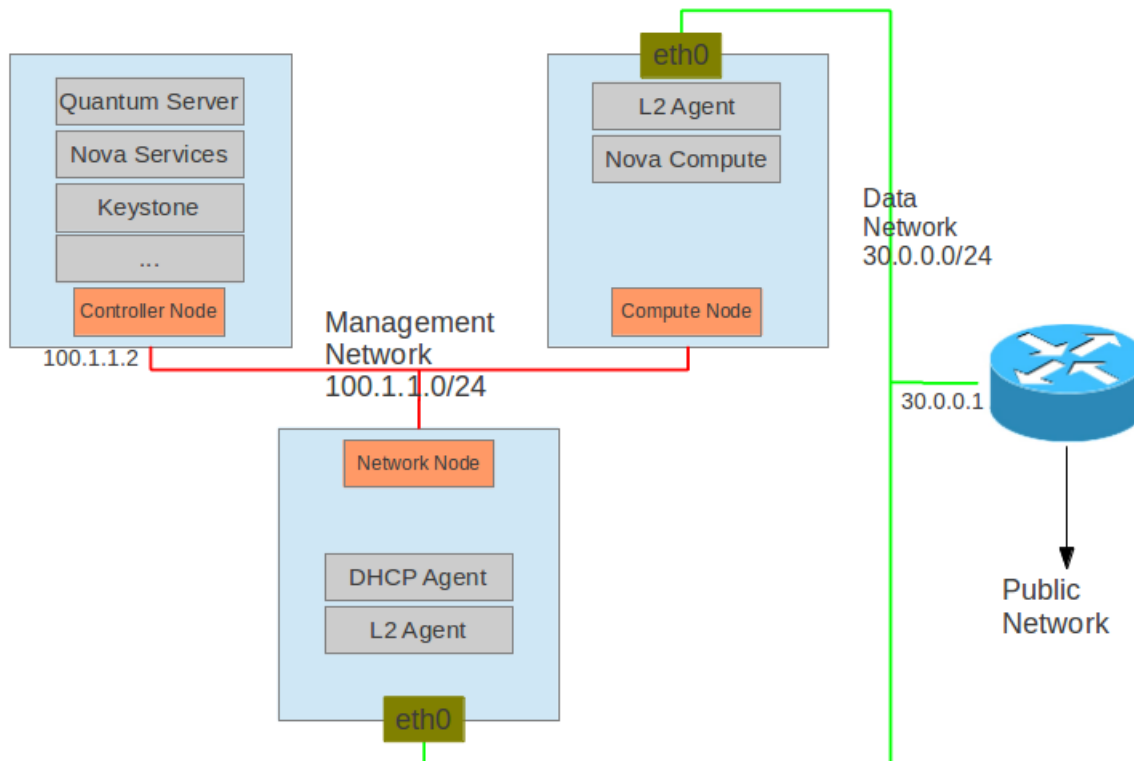 Quantum Server
Nova Services
Keystone
...
Controller Node
100.1.1.2
eth0
L2 Agent
Nova Compute
Compute Node
Management
Network
100.1.1.0/24
Data
Network
30.0.0.0/24
30.0.0.1
Network Node
DHCP Agent
L2 Agent
eth0
Public
Network